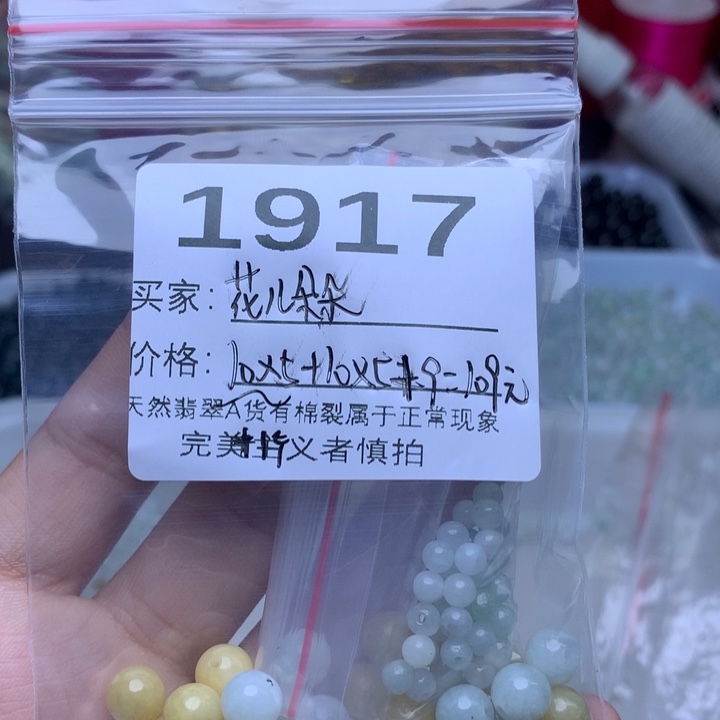 1917
买家：花儿朵朵
价格：10×5+10×5+9=109元
天然翡翠A货有棉裂属于正常现象
完美主义者慎拍